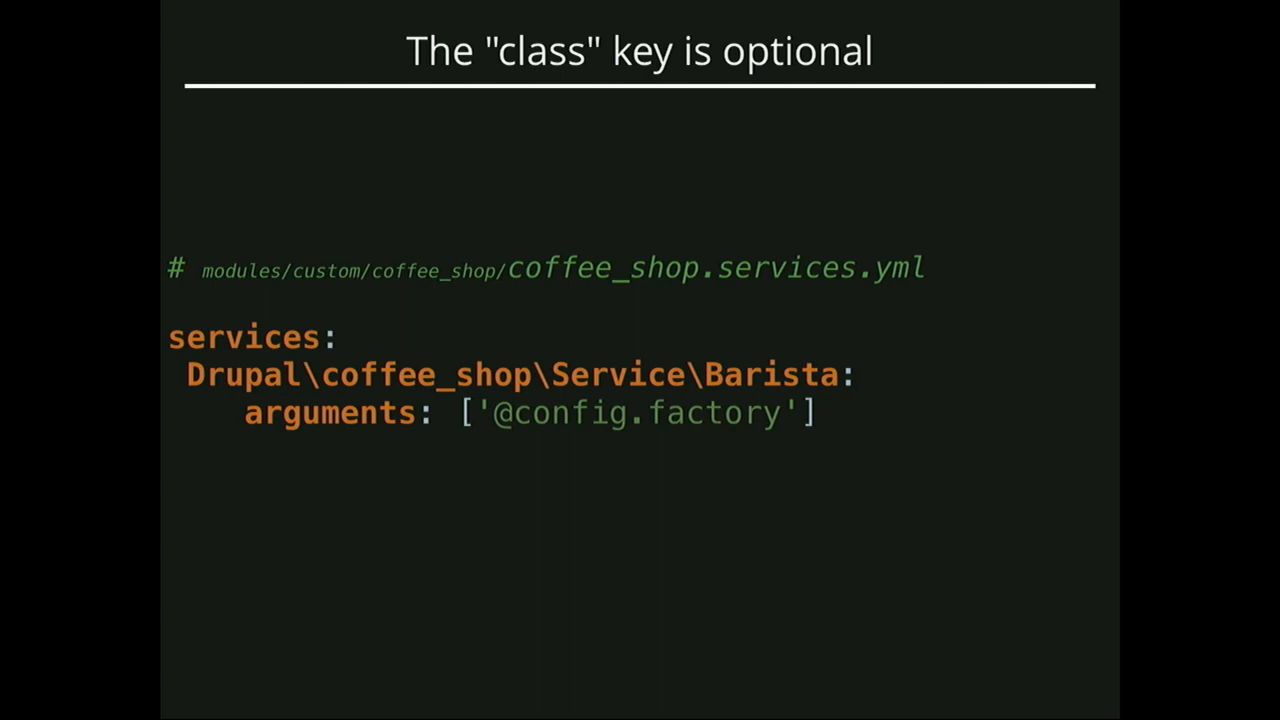 The "class" key is optional
# modules/custom/coffee_shop/coffee_shop.services.yml
services:
 Drupal\coffee_shop\Service\Barista:
    arguments: ['@config.factory']